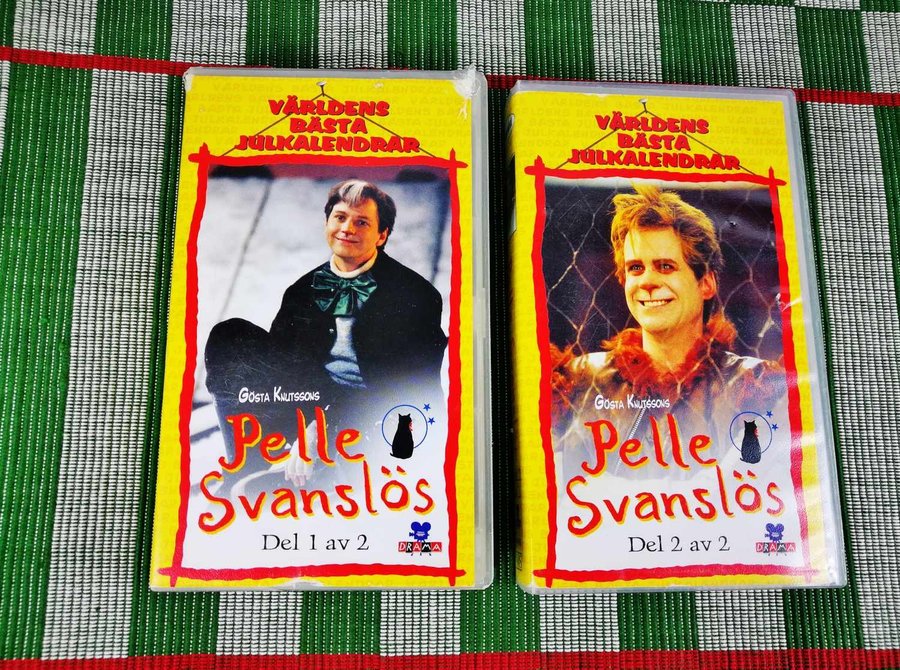 VÄRLDENS
BÄSTA
JULKALENDRAR
GÖSTA KNUTSSONS
Pelle
Svanslös
Del 1 av 2
DRAMA
VÄRLDENS
BÄSTA
JULKALENDRAR
GÖSTA KNUTSSONS
Pelle
Svanslös
Del 2 av 2
DRAMA